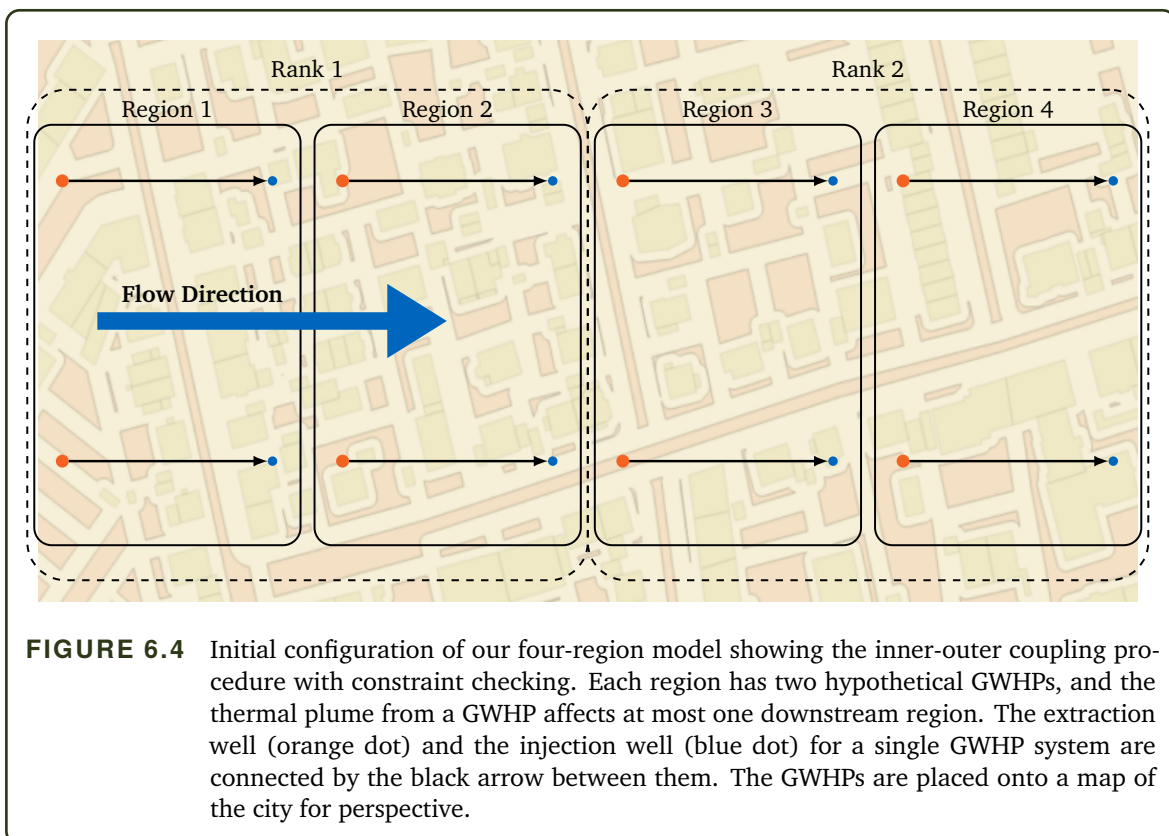 Rank 1
Rank 2
Region 1
Region 2
Region 3
Region 4
Flow Direction
FIGURE 6.4 Initial configuration of our four-region model showing the inner-outer coupling pro-
cedure with constraint checking. Each region has two hypothetical GWHPs, and the
thermal plume from a GWHP affects at most one downstream region. The extraction
well (orange dot) and the injection well (blue dot) for a single GWHP system are
connected by the black arrow between them. The GWHPs are placed onto a map of
the city for perspective.